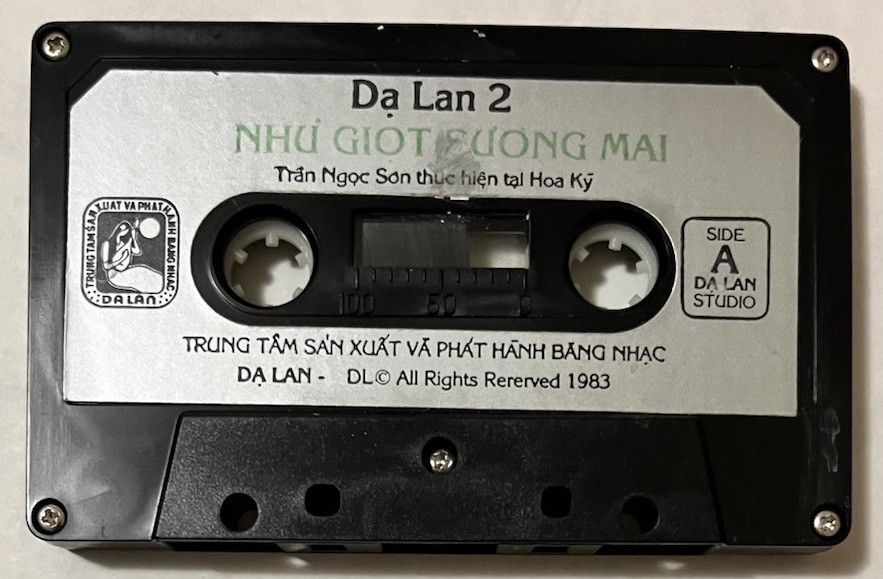 Dạ Lan 2
NHƯ GIỌT SƯƠNG MAI
Trần Ngọc Sơn thực hiện tại Hoa Kỳ
TRUNG TÂM SẢN XUẤT VÀ PHÁT HÀNH BĂNG NHẠC
DẠ LAN
SIDE
A
DẠ LAN
STUDIO
100 50 0
TRUNG TÂM SẢN XUẤT VÀ PHÁT HÀNH BĂNG NHẠC
DẠ LAN - DL© All Rights Rererved 1983